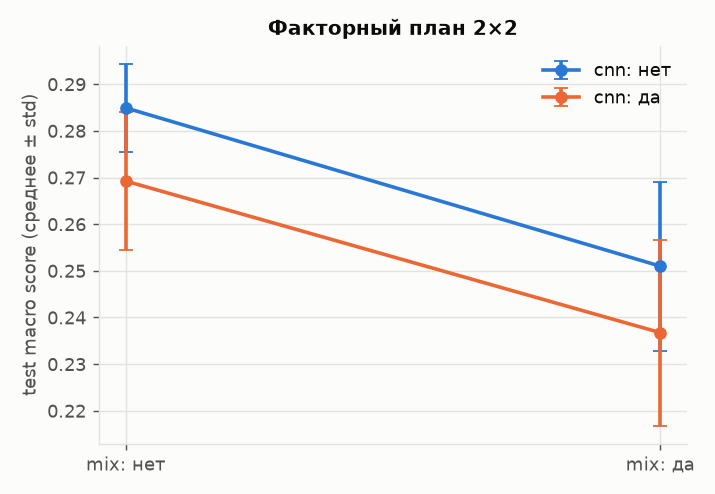 Факторный план 2×2
cnn: нет
cnn: да
test macro score (среднее ± std)
0.29
0.28
0.27
0.26
0.25
0.24
0.23
0.22
mix: нет
mix: да